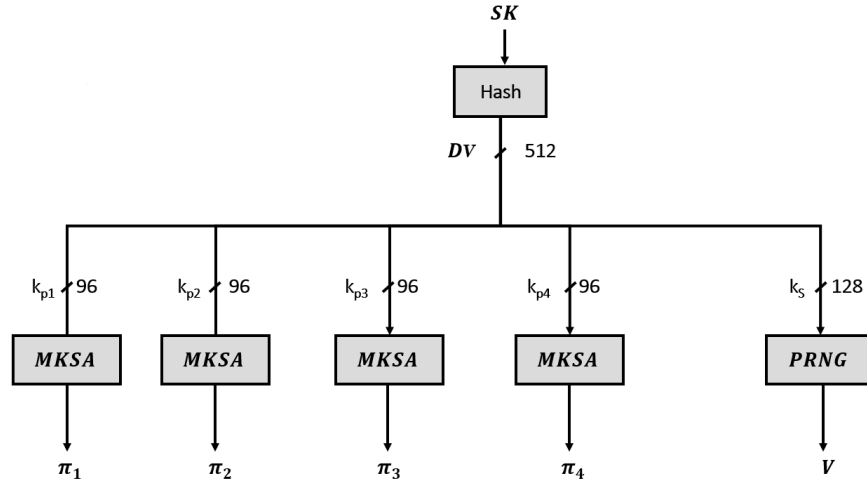 SK
Hash
DV 512
k_p1 96 k_p2 96 k_p3 96 k_p4 96 k_S 128
MKSA MKSA MKSA MKSA PRNG
π_1 π_2 π_3 π_4 V